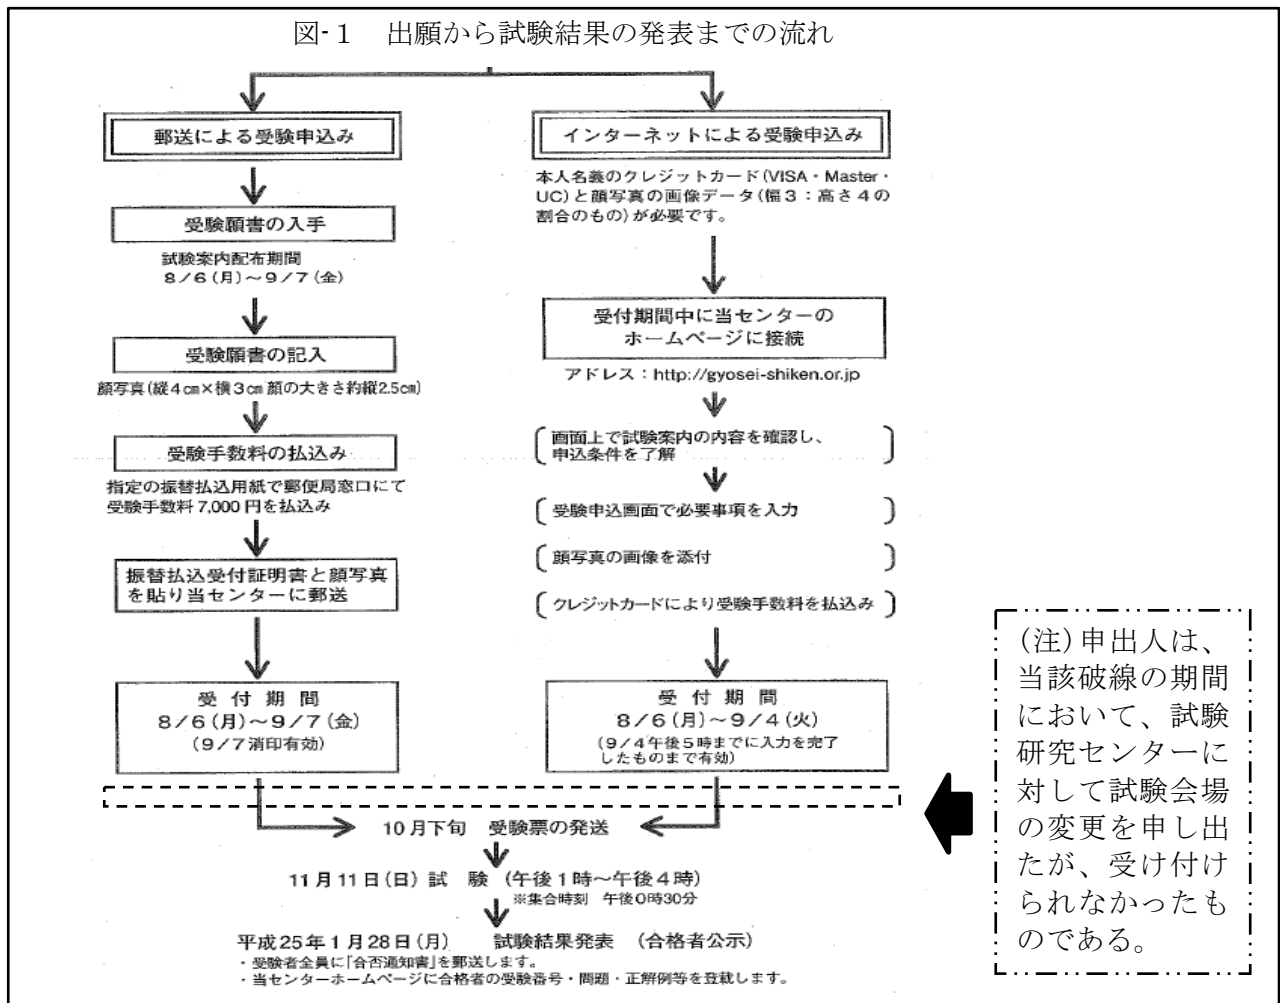 図-１　出願から試験結果の発表までの流れ
郵送による受験申込み
受験願書の入手
試験案内配布期間
8／6(月)～9／7(金)
受験願書の記入
顔写真(縦4㎝×横3㎝ 顔の大きさ約縦2.5㎝)
受験手数料の払込み
指定の振替払込用紙で郵便局窓口にて
受験手数料7,000円を払込み
振替払込受付証明書と顔写真
を貼り当センターに郵送
受付期間
8／6(月)～9／7(金)
(9／7消印有効)
インターネットによる受験申込み
本人名義のクレジットカード(VISA・Master・
UC)と顔写真の画像データ(幅3：高さ4の
割合のもの)が必要です。
受付期間中に当センターの
ホームページに接続
アドレス：http://gyosei-shiken.or.jp
画面上で試験案内の内容を確認し、
申込条件を了解
受験申込画面で必要事項を入力
顔写真の画像を添付
クレジットカードにより受験手数料を払込み
受付期間
8／6(月)～9／4(火)
(9／4午後5時までに入力を完了
したものまで有効)
10月下旬　受験票の発送
11月11日(日)試　験　(午後1時～午後4時)
※集合時刻　午後0時30分
平成25年1月28日(月)　試験結果発表　(合格者公示)
・受験者全員に「合否通知書」を郵送します。
・当センターホームページに合格者の受験番号・問題・正解例等を登載します。
(注)申出人は、
当該破線の期間
において、試験
研究センターに
対して試験会場
の変更を申し出
たが、受け付け
られなかったも
のである。